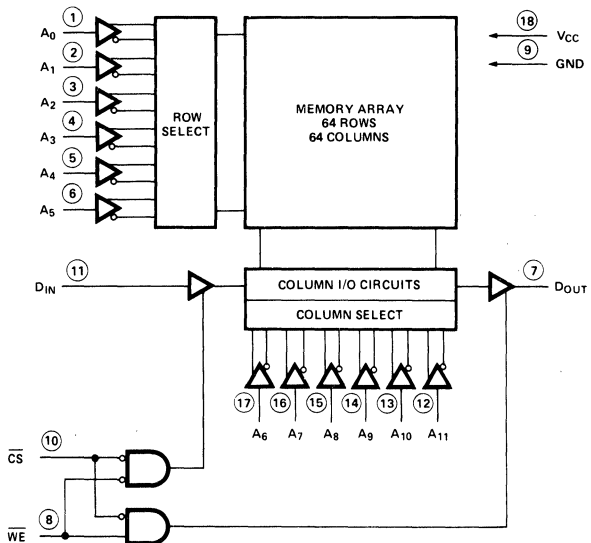 1
A0
2
A1
3
A2
4
A3
5
A4
6
A5
ROW
SELECT
MEMORY ARRAY
64 ROWS
64 COLUMNS
18
VCC
9
GND
11
DIN
COLUMN I/O CIRCUITS
COLUMN SELECT
7
DOUT
17
16
15
14
13
12
A6
A7
A8
A9
A10
A11
10
CS
8
WE